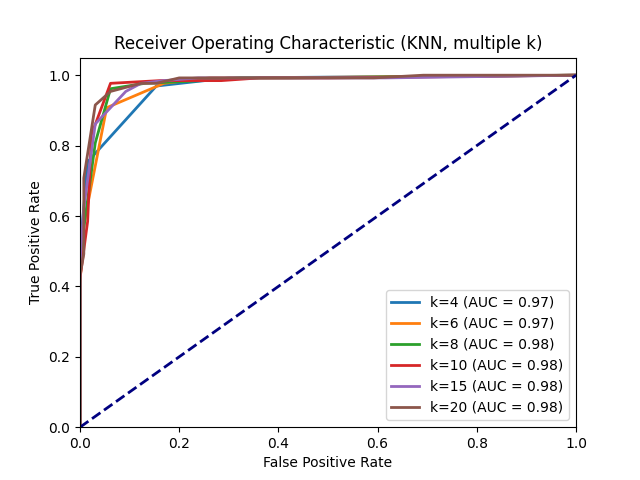 Receiver Operating Characteristic (KNN, multiple k)
1.0
0.8
0.6
0.4
0.2
0.0
True Positive Rate
k=4 (AUC = 0.97)
k=6 (AUC = 0.97)
k=8 (AUC = 0.98)
k=10 (AUC = 0.98)
k=15 (AUC = 0.98)
k=20 (AUC = 0.98)
0.0 0.2 0.4 0.6 0.8 1.0
False Positive Rate